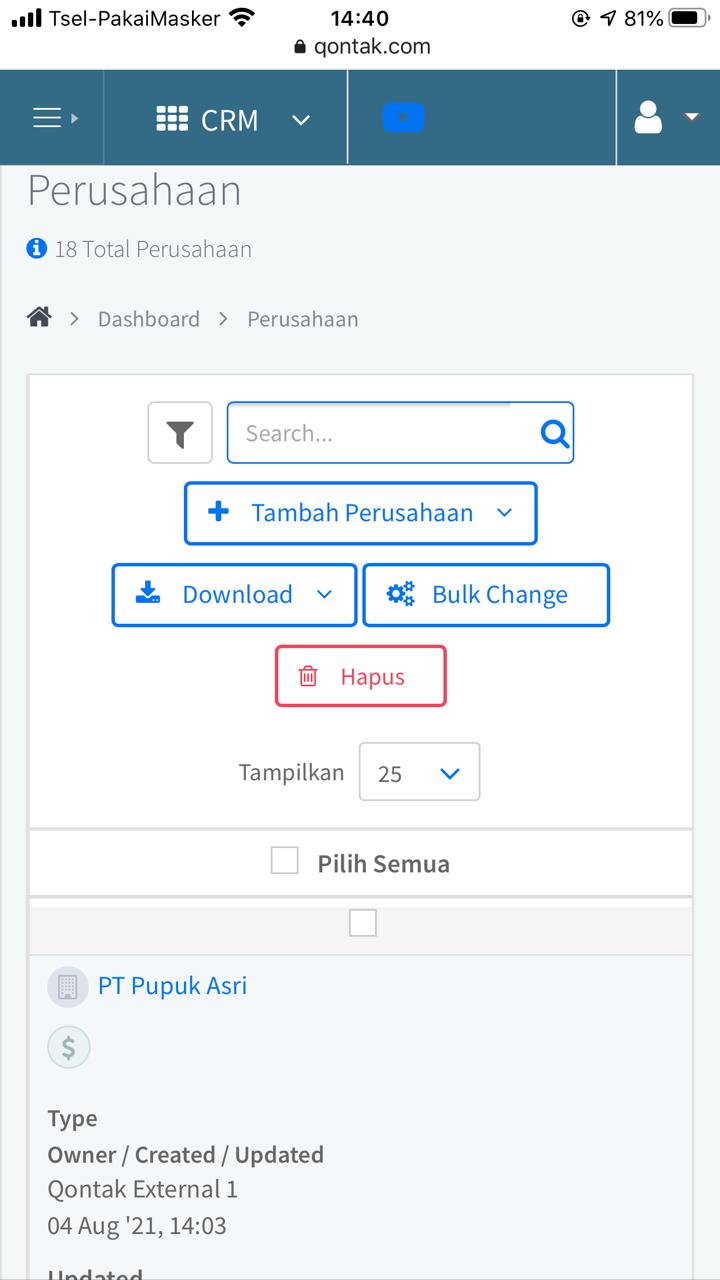 Tsel-PakaiMasker 14:40 81%
qontak.com
CRM
Perusahaan
18 Total Perusahaan
Dashboard > Perusahaan
Search...
Tambah Perusahaan
Download Bulk Change
Hapus
Tampilkan 25
Pilih Semua
PT Pupuk Asri
$
Type
Owner / Created / Updated
Qontak External 1
04 Aug '21, 14:03
Updated